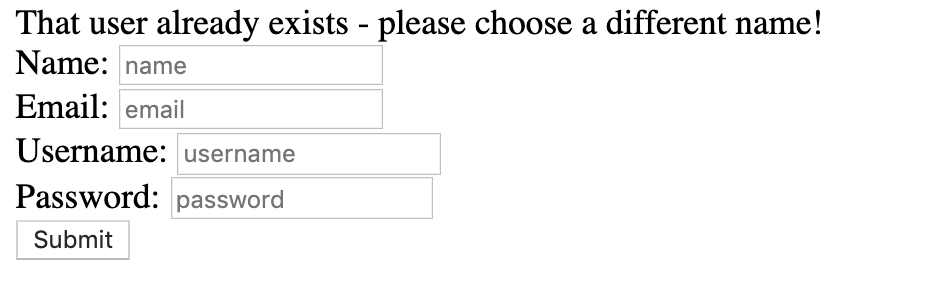 That user already exists - please choose a different name!
Name: name
Email: email
Username: username
Password: password
Submit